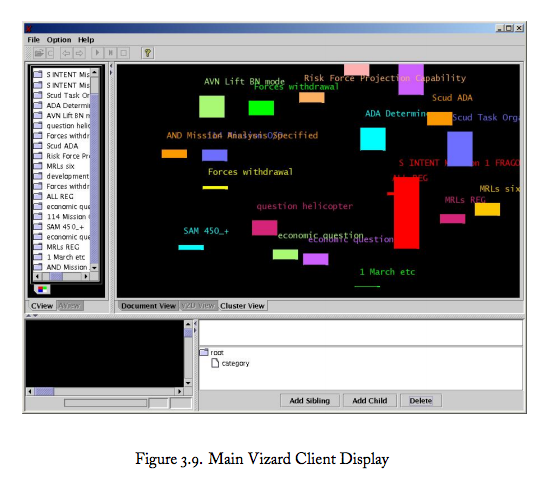 File Option Help
S INTENT Mis
S INTENT Mis
Scud Task Or
ADA Determin
AVN Lift BN m
question helic
Forces withdr
Scud ADA
Risk Force Pr
MRLs six
development
Forces withdr
ALL REG
economic que
114 Mission
SAM 450_+
economic que
MRLs REG
1 March etc
AND Mission
CView
AVN Lift BN mode
Risk Force Projection Capability
Forces withdrawal
Scud ADA
ADA Determin
Scud Task Orga
AND Mission Analysis Specified
S INTENT
1 FRAGO
Forces withdrawal
ALL REG
MRLs six
question helicopter
MRLs REG
SAM 450_+
economic question
economic question
1 March etc
Document View V2D View Cluster View
root
category
Add Sibling Add Child Delete
Figure 3.9. Main Vizard Client Display